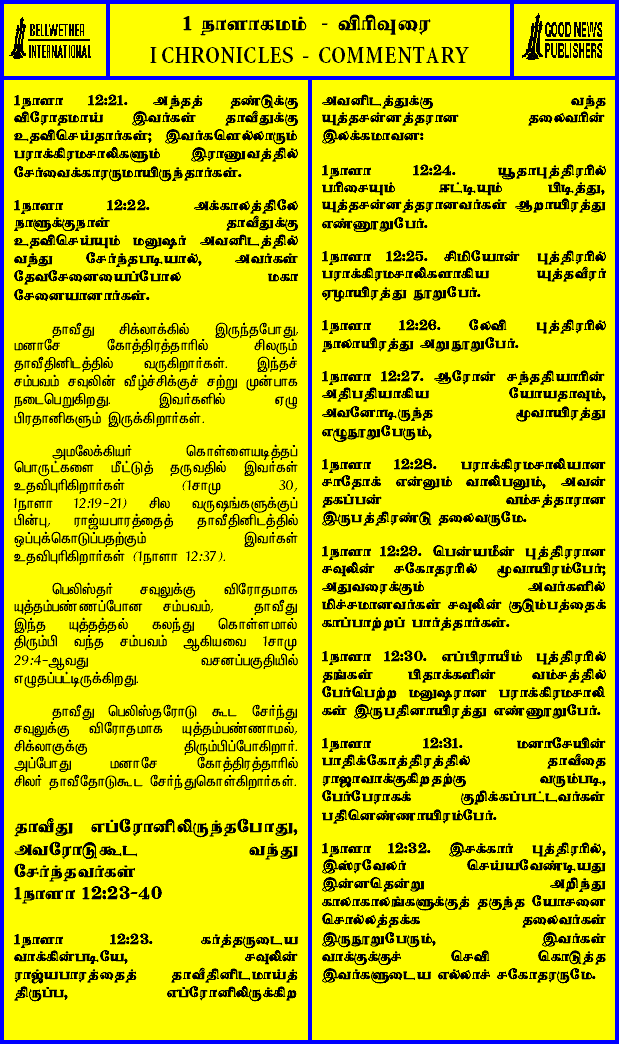 BELLWETHER
INTERNATIONAL
1 நாளாகமம் - விரிவுரை
I CHRONICLES - COMMENTARY
GOOD NEWS
PUBLISHERS
1நாளா 12:21. அந்தத் தண்டுக்கு
விரோதமாய் இவர்கள் தாவீதுக்கு
உதவிசெய்தார்கள்; இவர்களெல்லாரும்
பராக்கிரமசாலிகளும் இராணுவத்தில்
சேர்வைக்காரருமாயிருந்தார்கள்.
1நாளா 12:22. அக்காலத்திலே
நாளுக்குநாள் தாவீதுக்கு
உதவிசெய்யும் மனுஷர் அவனிடத்தில்
வந்து சேர்ந்தபடியால், அவர்கள்
தேவசேனையைப்போல மகா
சேனையானார்கள்.
தாவீது சிக்லாக்கில் இருந்தபோது,
மனாசே கோத்திரத்தாரில் சிலரும்
தாவீதினிடத்தில் வருகிறார்கள். இந்தச்
சம்பவம் சவுலின் வீழ்ச்சிக்குச் சற்று முன்பாக
நடைபெறுகிறது. இவர்களில் ஏழு
பிரதானிகளும் இருக்கிறார்கள்.
அமலேக்கியர் கொள்ளையடித்தப்
பொருட்களை மீட்டுத் தருவதில் இவர்கள்
உதவிபுரிகிறார்கள் (1சாமு 30,
1நாளா 12:19-21) சில வருஷங்களுக்குப்
பின்பு, ராஜ்யபாரத்தைத் தாவீதினிடத்தில்
ஒப்புக்கொடுப்பதற்கும் இவர்கள்
உதவிபுரிகிறார்கள் (1நாளா 12:37).
பெலிஸ்தர் சவுலுக்கு விரோதமாக
யுத்தம்பண்ணப்போன சம்பவம், தாவீது
இந்த யுத்தத்தல் கலந்து கொள்ளமால்
திரும்பி வந்த சம்பவம் ஆகியவை 1சாமு
29:4-ஆவது வசனப்பகுதியில்
எழுதப்பட்டிருக்கிறது.
தாவீது பெலிஸ்தரோடு கூட சேர்ந்து
சவுலுக்கு விரோதமாக யுத்தம்பண்ணாமல்,
சிக்லாகுக்கு திரும்பிப்போகிறார்.
அப்போது மனாசே கோத்திரத்தாரில்
சிலர் தாவீதோடுகூட சேர்ந்துகொள்கிறார்கள்.
தாவீது எப்ரோனிலிருந்தபோது,
அவரோடுகூட வந்து
சேர்ந்தவர்கள்
1நாளா 12:23-40
1நாளா 12:23. கர்த்தருடைய
வாக்கின்படியே, சவுலின்
ராஜ்யபாரத்தைத் தாவீதினிடமாய்த்
திருப்ப, எப்ரோனிலிருக்கிற
அவனிடத்துக்கு வந்த
யுத்தசன்னத்தரான தலைவரின்
இலக்கமாவன:
1நாளா 12:24. யூதாபுத்திரரில்
பரிசையும் ஈட்டியும் பிடித்து,
யுத்தசன்னத்தரானவர்கள் ஆறாயிரத்து
எண்ணூறுபேர்.
1நாளா 12:25. சிமியோன் புத்திரரில்
பராக்கிரமசாலிகளாகிய யுத்தவீரர்
ஏழாயிரத்து நூறுபேர்.
1நாளா 12:26. லேவி புத்திரரில்
நாலாயிரத்து அறுநூறுபேர்.
1நாளா 12:27. ஆரோன் சந்ததியாரின்
அதிபதியாகிய யோயதாவும்,
அவனோடிருந்த மூவாயிரத்து
எழுநூறுபேரும்,
1நாளா 12:28. பராக்கிரமசாலியான
சாதோக் என்னும் வாலிபனும், அவன்
தகப்பன் வம்சத்தாரான
இருபத்திரண்டு தலைவருமே.
1நாளா 12:29. பென்யமீன் புத்திரரான
சவுலின் சகோதரரில் மூவாயிரம்பேர்;
அதுவரைக்கும் அவர்களில்
மிச்சமானவர்கள் சவுலின் குடும்பத்தைக்
காப்பாற்றப் பார்த்தார்கள்.
1நாளா 12:30. எப்பிராயீம் புத்திரரில்
தங்கள் பிதாக்களின் வம்சத்தில்
பேர்பெற்ற மனுஷரான பராக்கிரமசாலி
கள் இருபதினாயிரத்து எண்ணூறுபேர்.
1நாளா 12:31. மனாசேயின்
பாதிக்கோத்திரத்தில் தாவீதை
ராஜாவாக்குகிறதற்கு வரும்படி,
பேர்பேராகக் குறிக்கப்பட்டவர்கள்
பதினெண்ணாயிரம்பேர்.
1நாளா 12:32. இசக்கார் புத்திரரில்,
இஸ்ரவேலர் செய்யவேண்டியது
இன்னதென்று அறிந்து
காலாகாலங்களுக்குத் தகுந்த யோசனை
சொல்லத்தக்க தலைவர்கள்
இருநூறுபேரும், இவர்கள்
வாக்குக்குச் செவி கொடுத்த
இவர்களுடைய எல்லாச் சகோதரருமே.